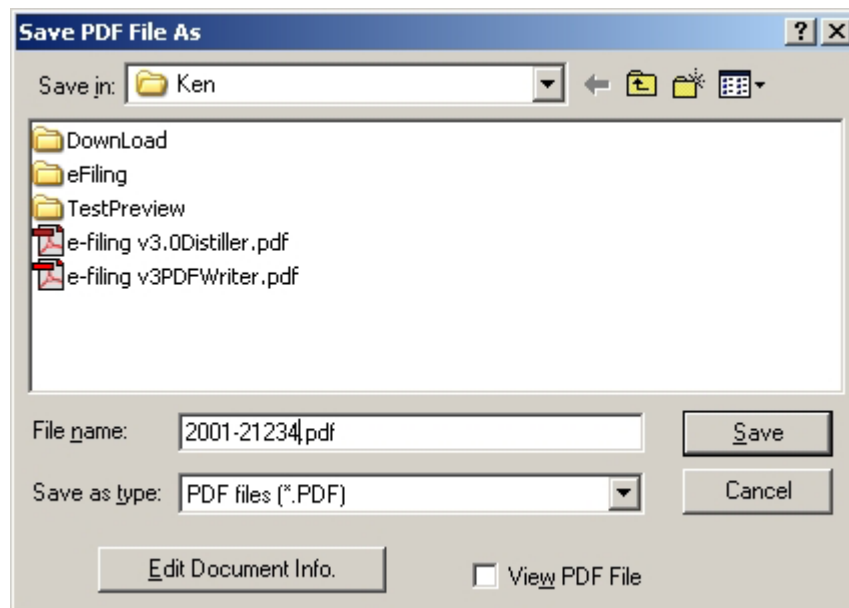 Save PDF File As
Save in: Ken
DownLoad
eFiling
TestPreview
e-filing v3.0Distiller.pdf
e-filing v3PDFWriter.pdf
File name: 2001-21234.pdf Save
Save as type: PDF files (*.PDF) Cancel
Edit Document Info. View PDF File